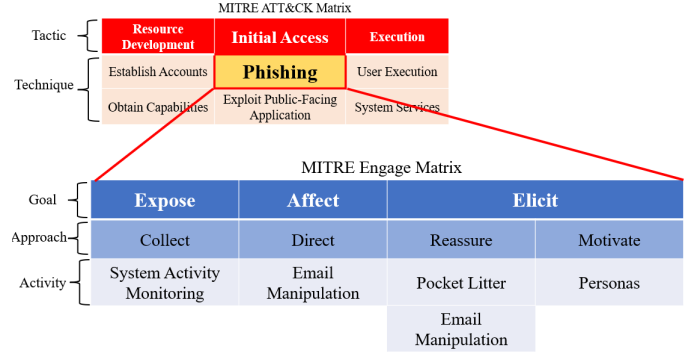 MITRE ATT&CK Matrix
Tactic
Resource
Development
Initial Access
Execution
Technique
Establish Accounts
Phishing
User Execution
Obtain Capabilities
Exploit Public-Facing
Application
System Services
MITRE Engage Matrix
Goal
Expose
Affect
Elicit
Approach
Collect
Direct
Reassure
Motivate
Activity
System Activity
Monitoring
Email
Manipulation
Pocket Litter
Personas
Email
Manipulation